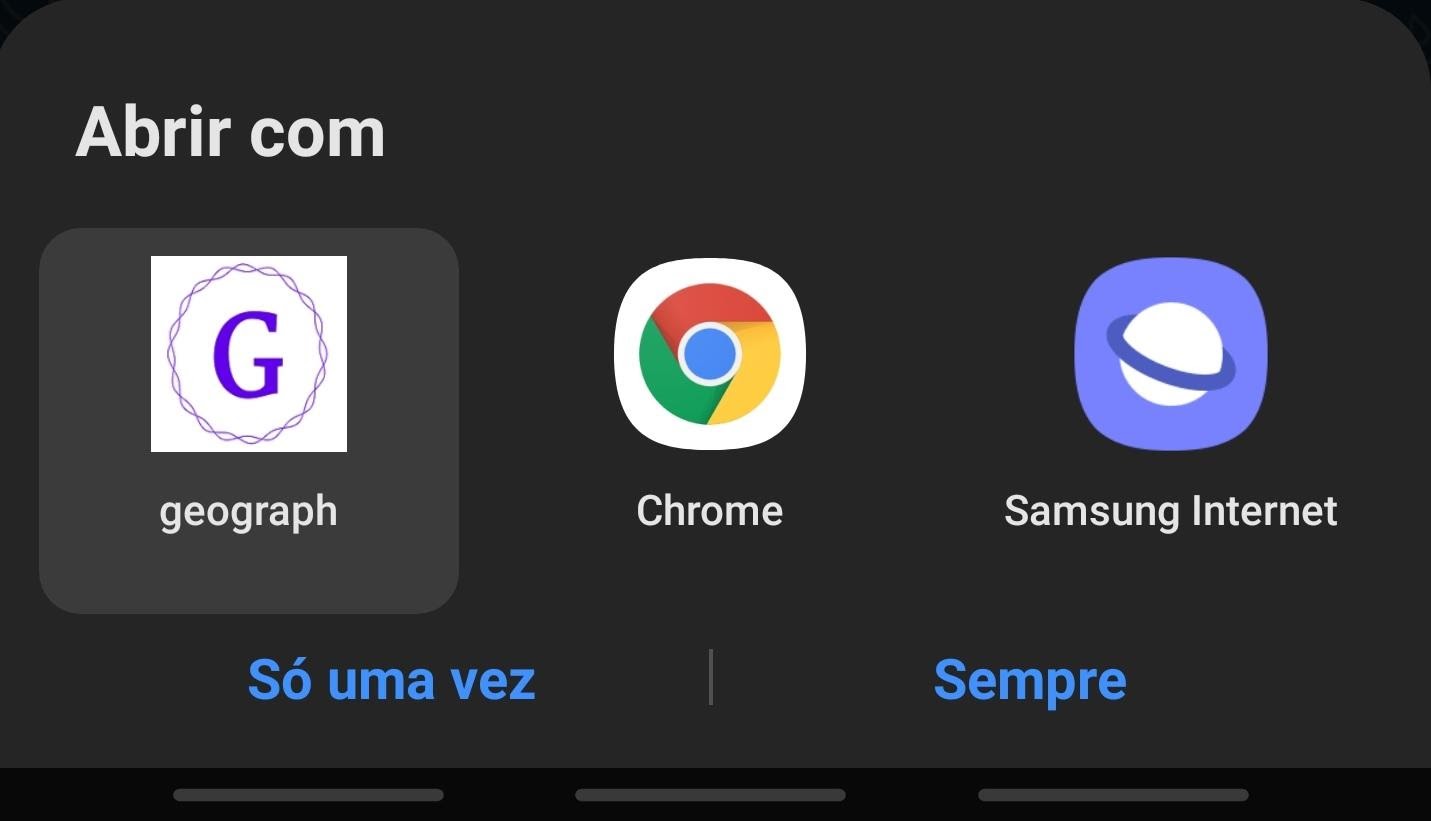 Abrir com
G
geograph
Chrome
Samsung Internet
Só uma vez
Sempre